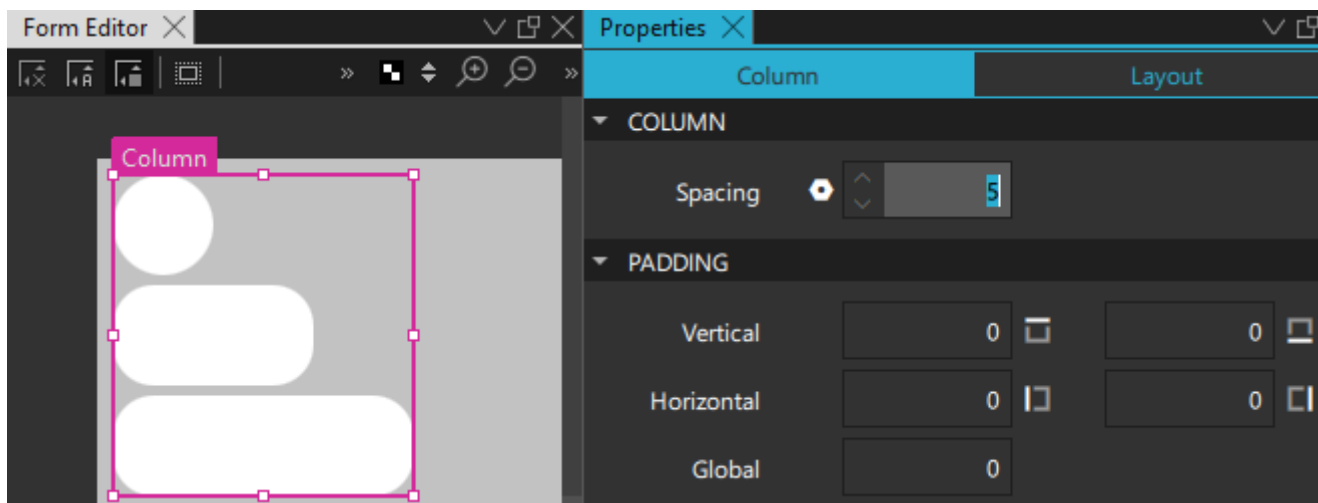 Form Editor
Properties
Column
Layout
COLUMN
Column
Spacing
5
PADDING
Vertical
0
0
Horizontal
0
0
Global
0